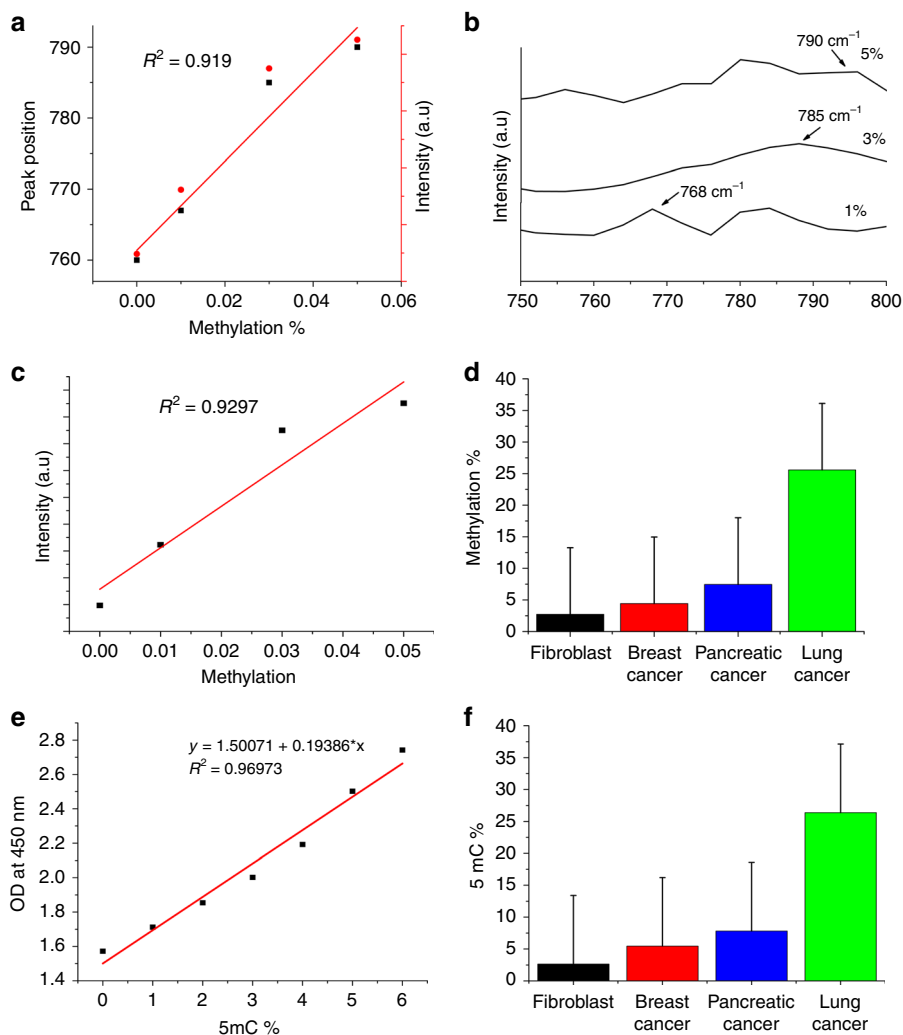 a
R² = 0.919
Peak position
790
780
770
760
0.00 0.02 0.04 0.06
Methylation %
Intensity (a.u)
b
790 cm⁻¹
5%
785 cm⁻¹
3%
768 cm⁻¹
1%
Intensity (a.u)
750 760 770 780 790 800
c
R² = 0.9297
Intensity (a.u)
0.00 0.01 0.02 0.03 0.04 0.05
Methylation
d
Methylation %
40
35
30
25
20
15
10
5
0
Fibroblast Breast cancer Pancreatic cancer Lung cancer
e
y = 1.50071 + 0.19386*x
R² = 0.96973
OD at 450 nm
2.8
2.6
2.2
2.0
1.8
1.6
1.4
0 1 2 3 4 5 6
5mC %
f
5 mC %
40
35
30
25
20
15
10
5
0
Fibroblast Breast cancer Pancreatic cancer Lung cancer